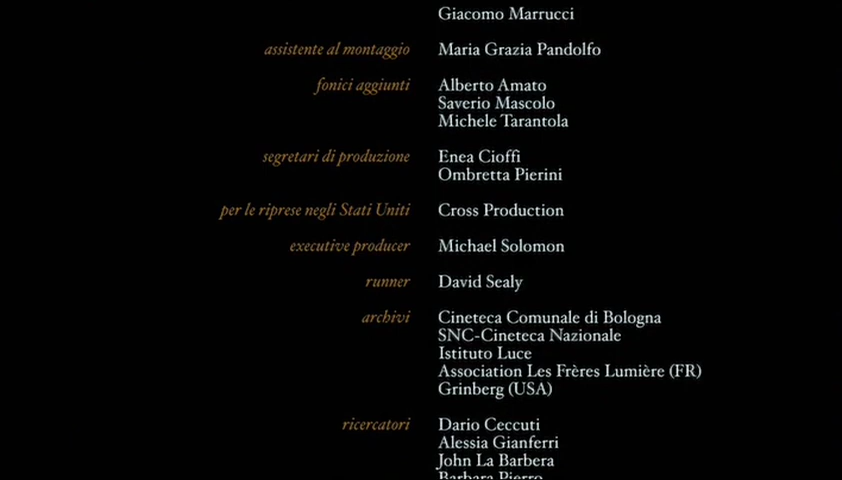 Giacomo Marrucci
assistente al montaggio Maria Grazia Pandolfo
fonici aggiunti Alberto Amato
Saverio Mascolo
Michele Tarantola
segretari di produzione Enea Cioffi
Ombretta Pierini
per le riprese negli Stati Uniti Cross Production
executive producer Michael Solomon
runner David Sealy
archivi Cineteca Comunale di Bologna
SNC-Cineteca Nazionale
Istituto Luce
Association Les Frères Lumière (FR)
Grinberg (USA)
ricercatori Dario Ceccuti
Alessia Gianferri
John La Barbera
Barbara Pierro